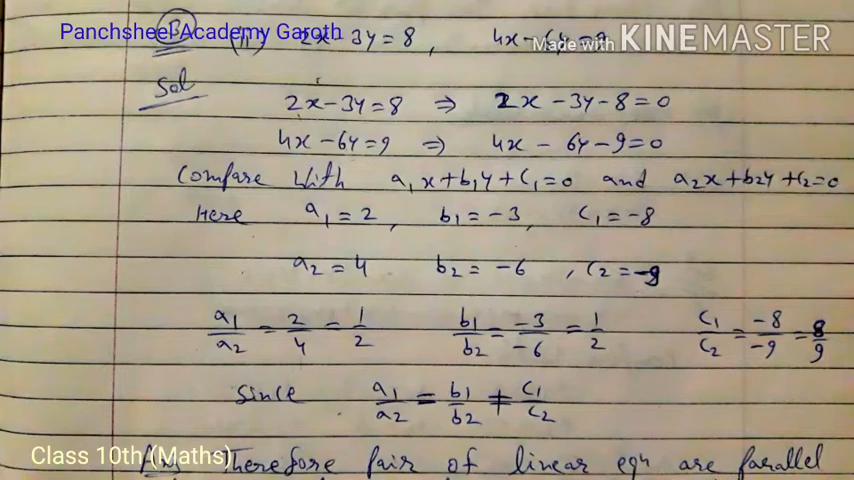 Panchsheel Academy Garoth
(ii) 2x - 3y = 8 , 4x - 6y = 9
Made with KINEMASTER
Sol
2x - 3y = 8 ⇒ 2x - 3y - 8 = 0
4x - 6y = 9 ⇒ 4x - 6y - 9 = 0
Compare with a₁x + b₁y + c₁ = 0 and a₂x + b₂y + c₂ = 0
Here a₁ = 2 , b₁ = -3 , c₁ = -8
a₂ = 4 b₂ = -6 , c₂ = -9
a₁/a₂ = 2/4 = 1/2 b₁/b₂ = -3/-6 = 1/2 c₁/c₂ = -8/-9 = 8/9
Since a₁/a₂ = b₁/b₂ ≠ c₁/c₂
Class 10th (Maths)
Ans Therefore pair of linear eqn are parallel